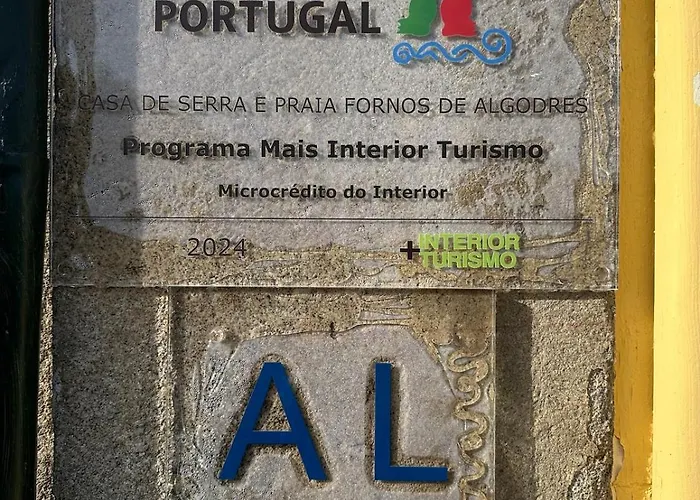 PORTUGAL
CASA DE SERRA E PRAIA FORNOS DE ALGODRES
Programa Mais Interior Turismo
Microcrédito do Interior
2024
+INTERIOR
TURISMO
AL